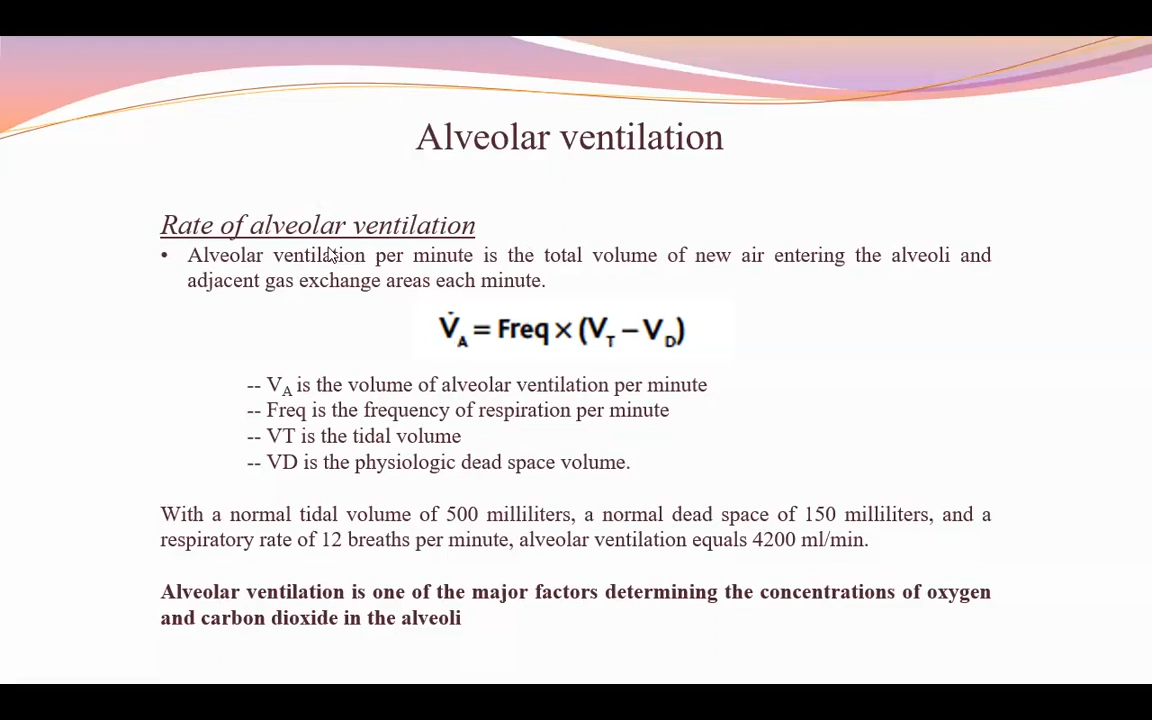 Alveolar ventilation
Rate of alveolar ventilation
• Alveolar ventilation per minute is the total volume of new air entering the alveoli and
adjacent gas exchange areas each minute.
V̇A = Freq × (VT – VD)
-- VA is the volume of alveolar ventilation per minute
-- Freq is the frequency of respiration per minute
-- VT is the tidal volume
-- VD is the physiologic dead space volume.
With a normal tidal volume of 500 milliliters, a normal dead space of 150 milliliters, and a
respiratory rate of 12 breaths per minute, alveolar ventilation equals 4200 ml/min.
Alveolar ventilation is one of the major factors determining the concentrations of oxygen
and carbon dioxide in the alveoli